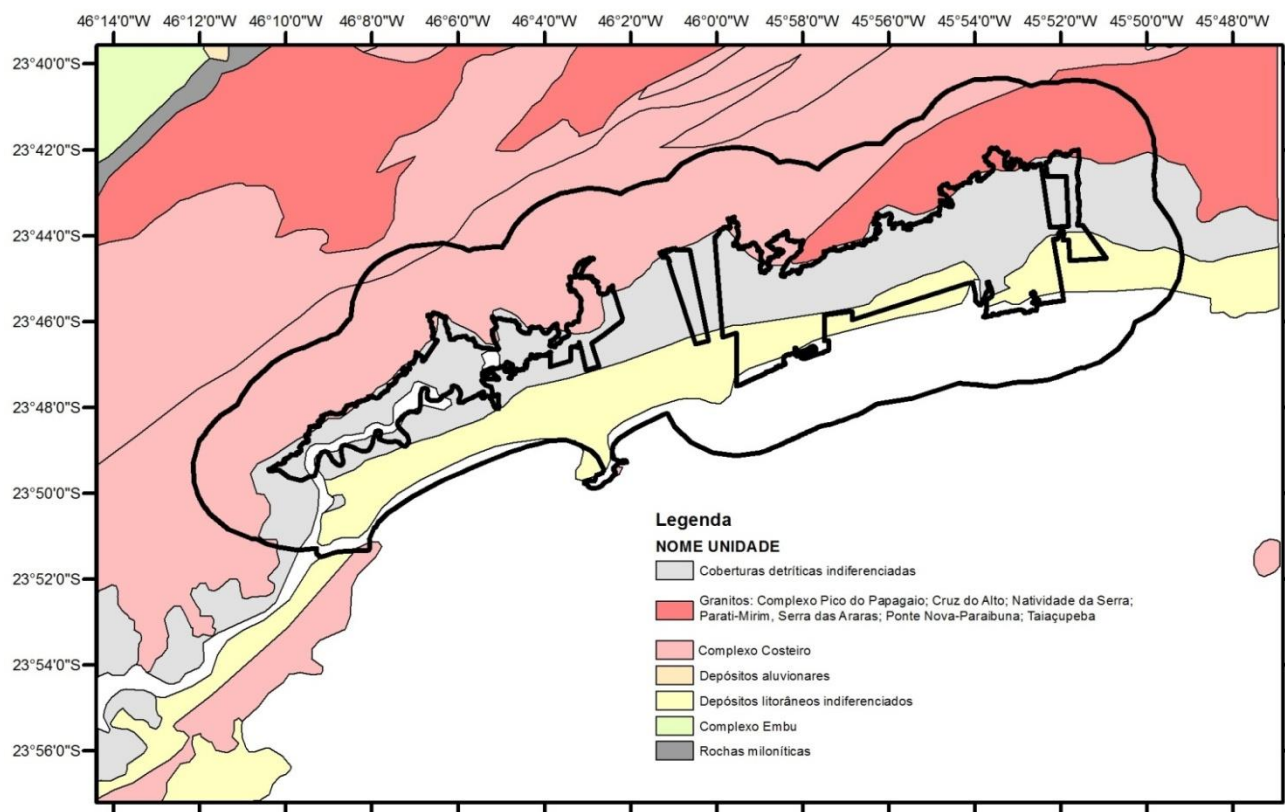 46°14'0"W 46°12'0"W 46°10'0"W 46°8'0"W 46°6'0"W 46°4'0"W 46°20'0"W 46°00'0"W 45°58'0"W 45°56'0"W 45°54'0"W 45°52'0"W 45°50'0"W 45°48'0"W
23°40'0"S
23°42'0"S
23°44'0"S
23°46'0"S
23°48'0"S
23°50'0"S
23°52'0"S
23°54'0"S
23°56'0"S
Legenda
NOME UNIDADE
Coberturas detríticas indiferenciadas
Granitos: Complexo Pico do Papagaio; Cruz do Alto; Natividade da Serra;
Parati-Mirim, Serra das Araras; Ponte Nova-Paraibuna; Taiaçupeba
Complexo Costeiro
Depósitos aluvionares
Depósitos litorâneos indiferenciados
Complexo Embu
Rochas miloníticas